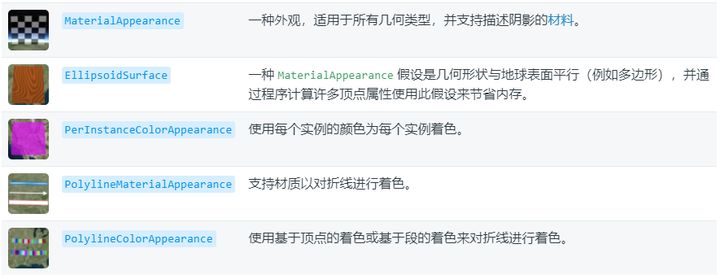 MaterialAppearance 一种外观，适用于所有几何类型，并支持描述阴影的材料。
EllipsoidSurface 一种 MaterialAppearance 假设是几何形状与地球表面平行（例如多边形），并通
过程序计算许多顶点属性使用此假设来节省内存。
PerInstanceColorAppearance 使用每个实例的颜色为每个实例着色。
PolylineMaterialAppearance 支持材质以对折线进行着色。
PolylineColorAppearance 使用基于顶点的着色或基于段的着色来对折线进行着色。